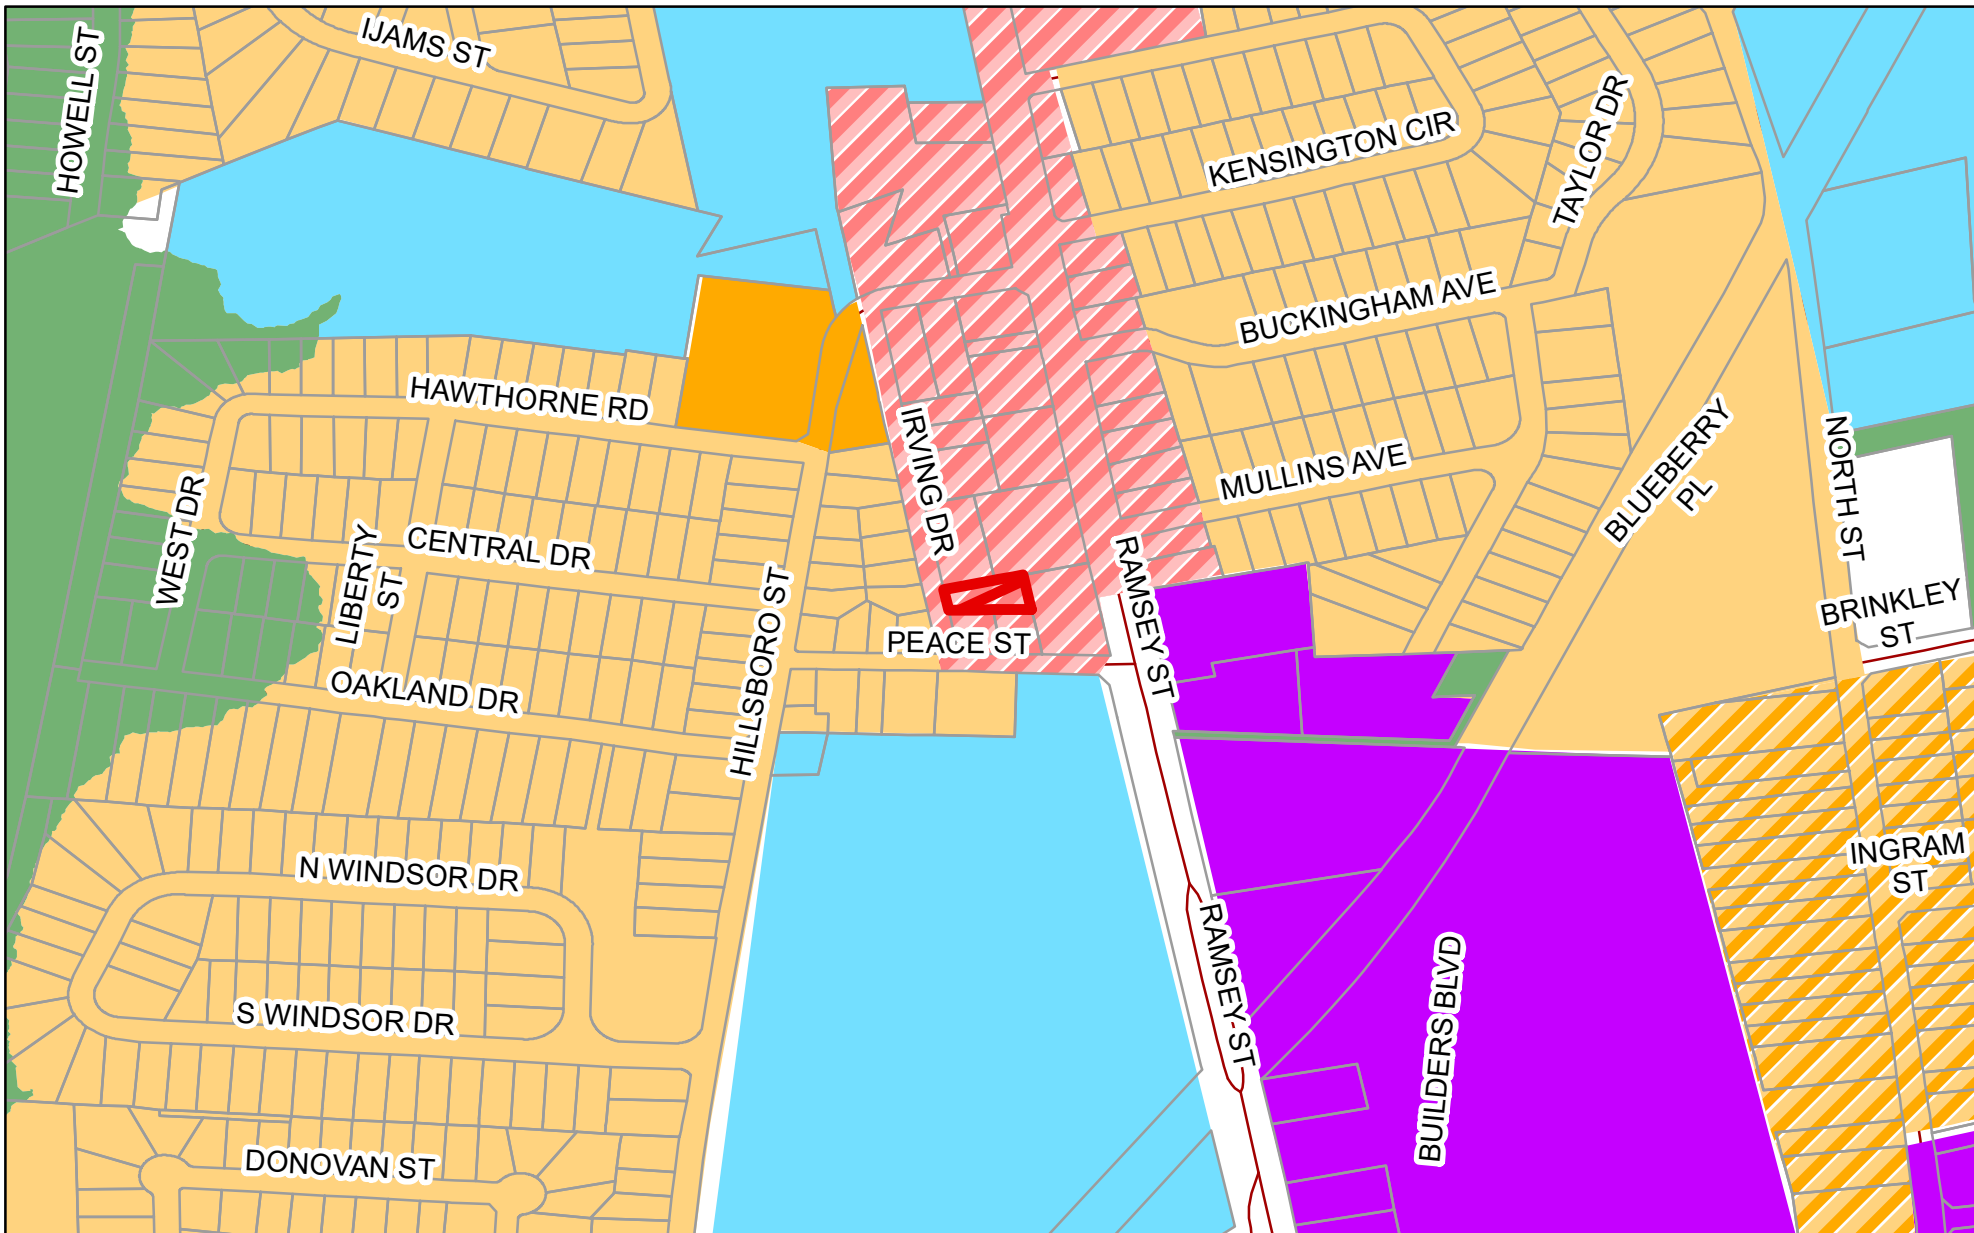 IJAMS ST
HOWELL ST
KENSINGTON CIR
TAYLOR DR
BUCKINGHAM AVE
HAWTHORNE RD
IRVING DR
MULLINS AVE
BLUEBERRY
PL
NORTH ST
WEST DR
LIBERTY
ST
CENTRAL DR
HILLSBORO ST
PEACE ST
RAMSEY ST
BRINKLEY
ST
OAKLAND DR
N WINDSOR DR
INGRAM
ST
S WINDSOR DR
RAMSEY ST
BUILDERS BLVD
DONOVAN ST